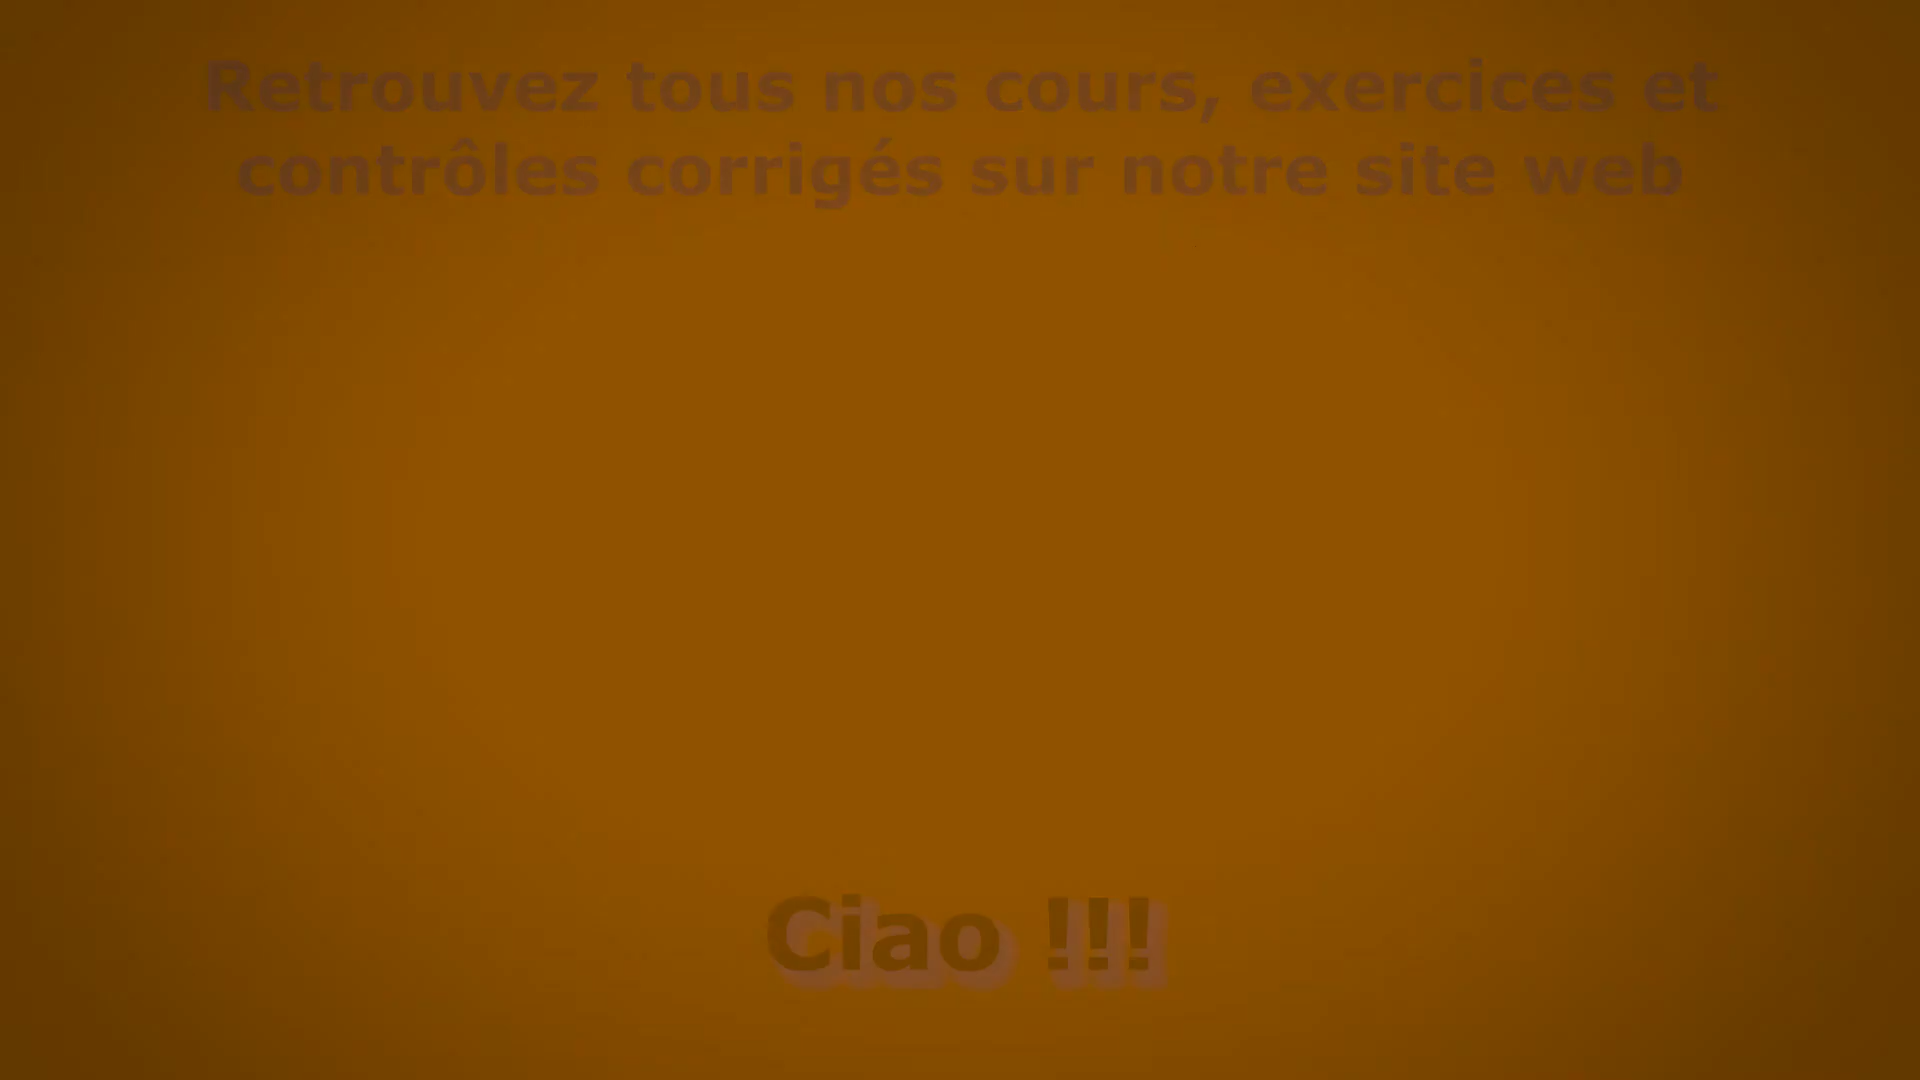 Retrouvez tous nos cours, exercices et
contrôles corrigés sur notre site web
Ciao !!!